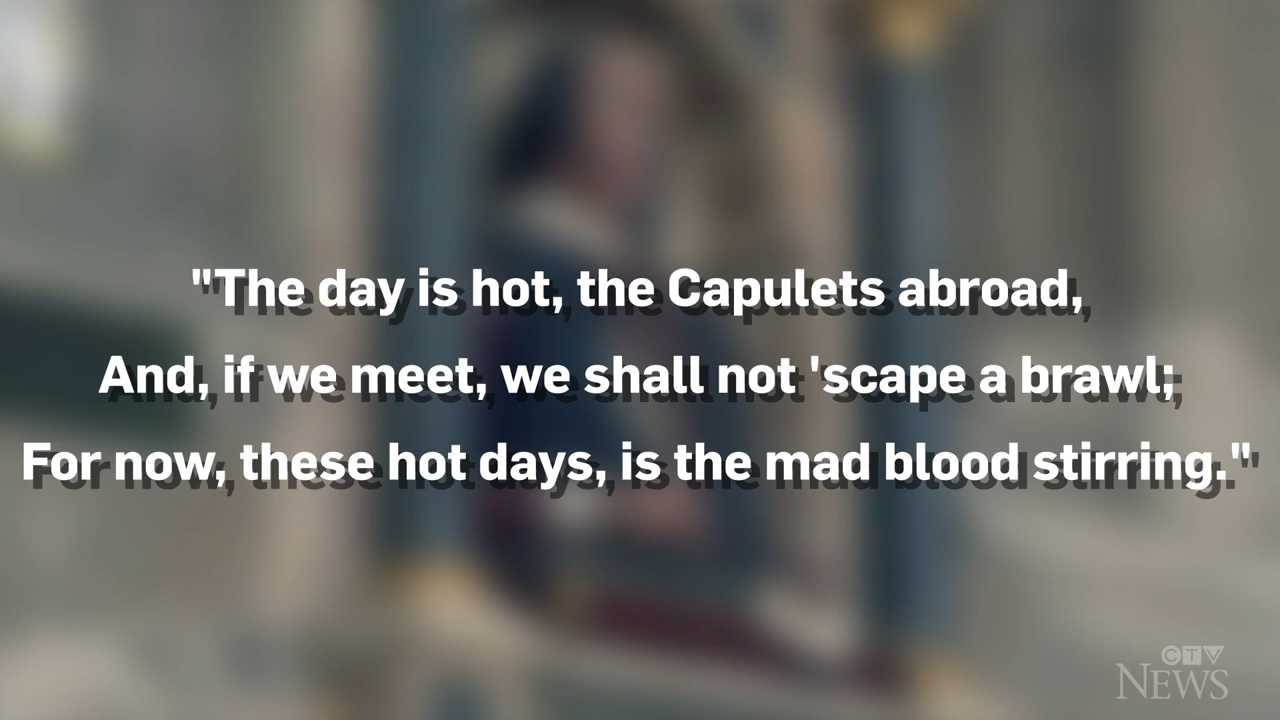 "The day is hot, the Capulets abroad,
And, if we meet, we shall not 'scape a brawl;
For now, these hot days, is the mad blood stirring."
CTV
NEWS